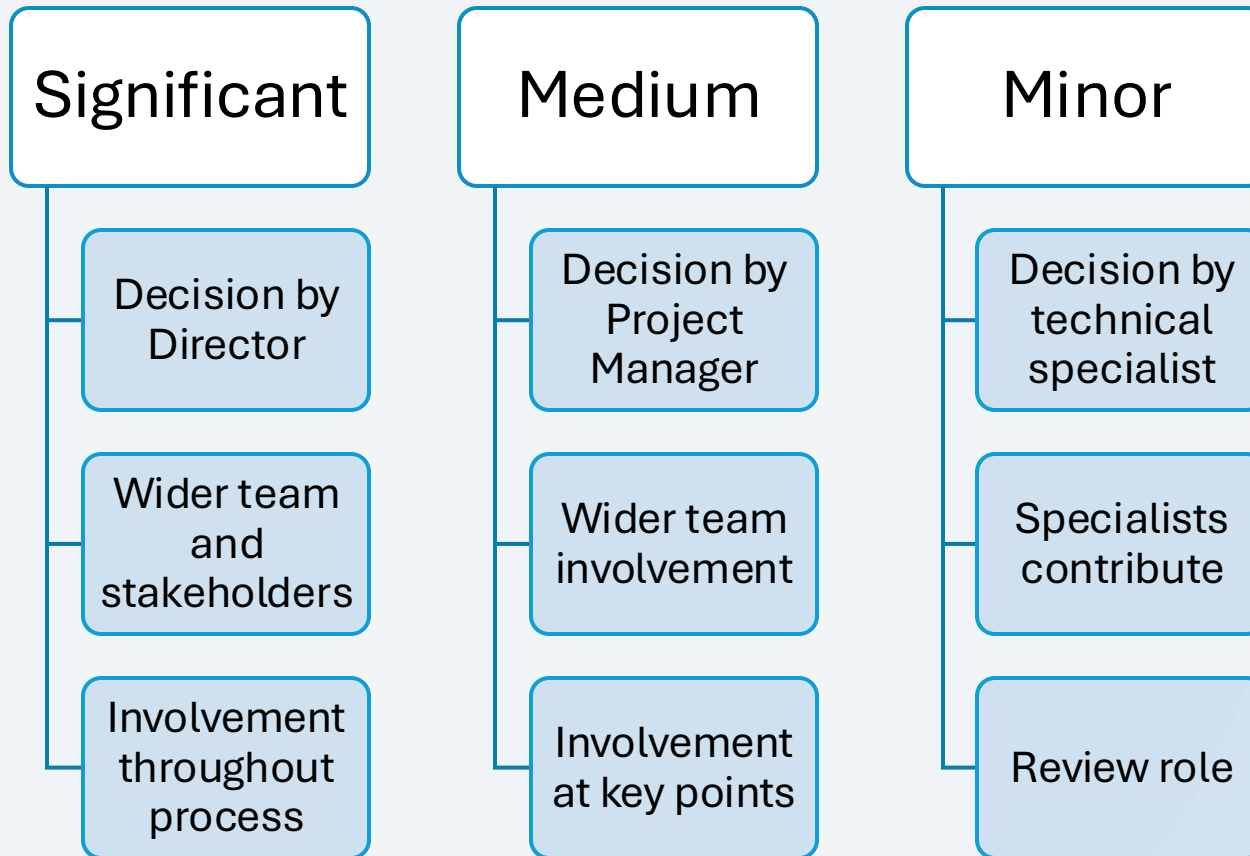 Significant
Decision by
Director
Wider team
and
stakeholders
Involvement
throughout
process
Medium
Decision by
Project
Manager
Wider team
involvement
Involvement
at key points
Minor
Decision by
technical
specialist
Specialists
contribute
Review role